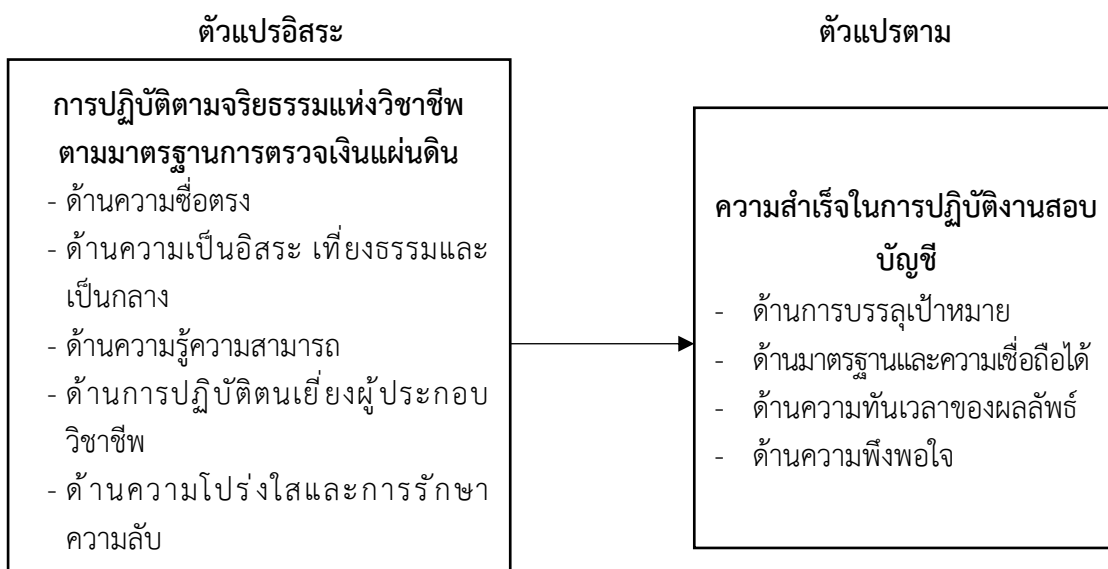 ตัวแปรอิสระ
การปฏิบัติตามจริยธรรมแห่งวิชาชีพ
ตามมาตรฐานการตรวจเงินแผ่นดิน
- ด้านความซื่อตรง
- ด้านความเป็นอิสระ เที่ยงธรรมและ
เป็นกลาง
- ด้านความรู้ความสามารถ
- ด้านการปฏิบัติตนเยี่ยงผู้ประกอบ
วิชาชีพ
- ด้านความโปร่งใสและการรักษา
ความลับ
ตัวแปรตาม
ความสำเร็จในการปฏิบัติงานสอบ
บัญชี
- ด้านการบรรลุเป้าหมาย
- ด้านมาตรฐานและความเชื่อถือได้
- ด้านความทันเวลาของผลลัพธ์
- ด้านความพึงพอใจ